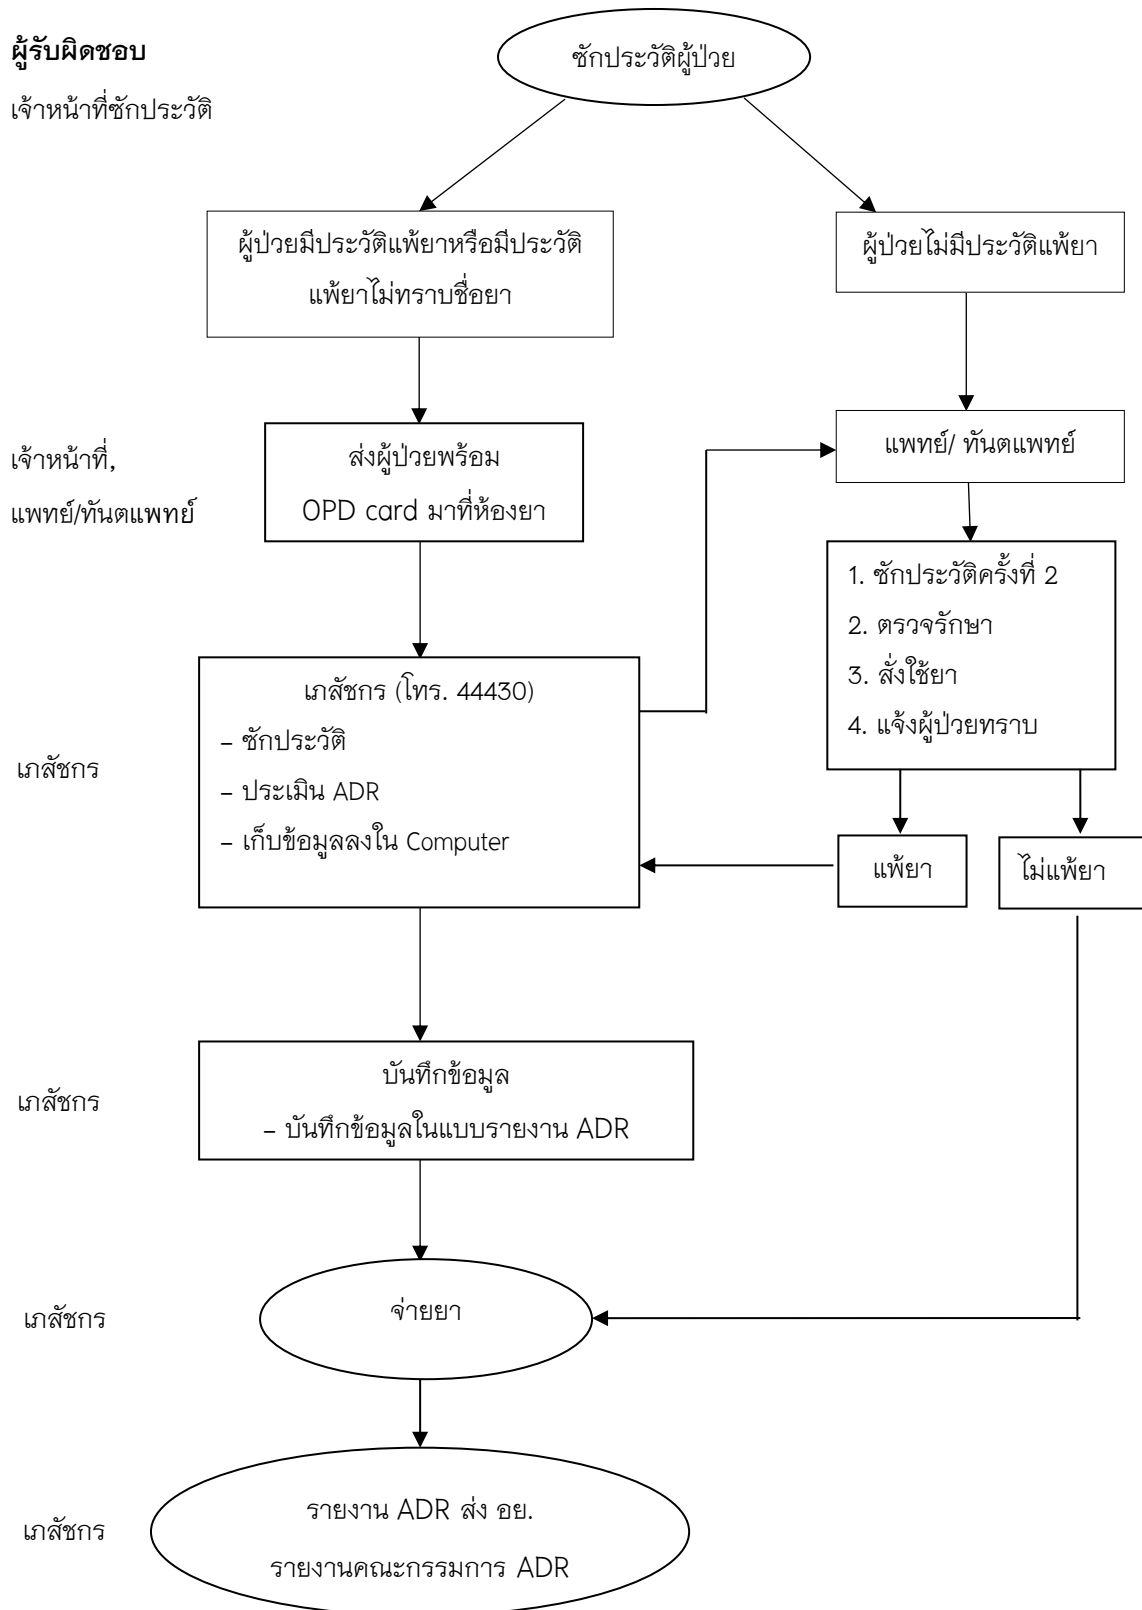 ผู้รับผิดชอบ
ซักประวัติผู้ป่วย
เจ้าหน้าที่ซักประวัติ
ผู้ป่วยมีประวัติแพ้ยาหรือมีประวัติ
แพ้ยาไม่ทราบชื่อยา
ผู้ป่วยไม่มีประวัติแพ้ยา
เจ้าหน้าที่,
แพทย์/ทันตแพทย์
ส่งผู้ป่วยพร้อม
OPD card มาที่ห้องยา
แพทย์/ ทันตแพทย์
1. ซักประวัติครั้งที่ 2
2. ตรวจรักษา
3. สั่งใช้ยา
4. แจ้งผู้ป่วยทราบ
เภสัชกร
เภสัชกร (โทร. 44430)
– ซักประวัติ
– ประเมิน ADR
– เก็บข้อมูลลงใน Computer
แพ้ยา
ไม่แพ้ยา
เภสัชกร
บันทึกข้อมูล
– บันทึกข้อมูลในแบบรายงาน ADR
เภสัชกร
จ่ายยา
เภสัชกร
รายงาน ADR ส่ง อย.
รายงานคณะกรรมการ ADR